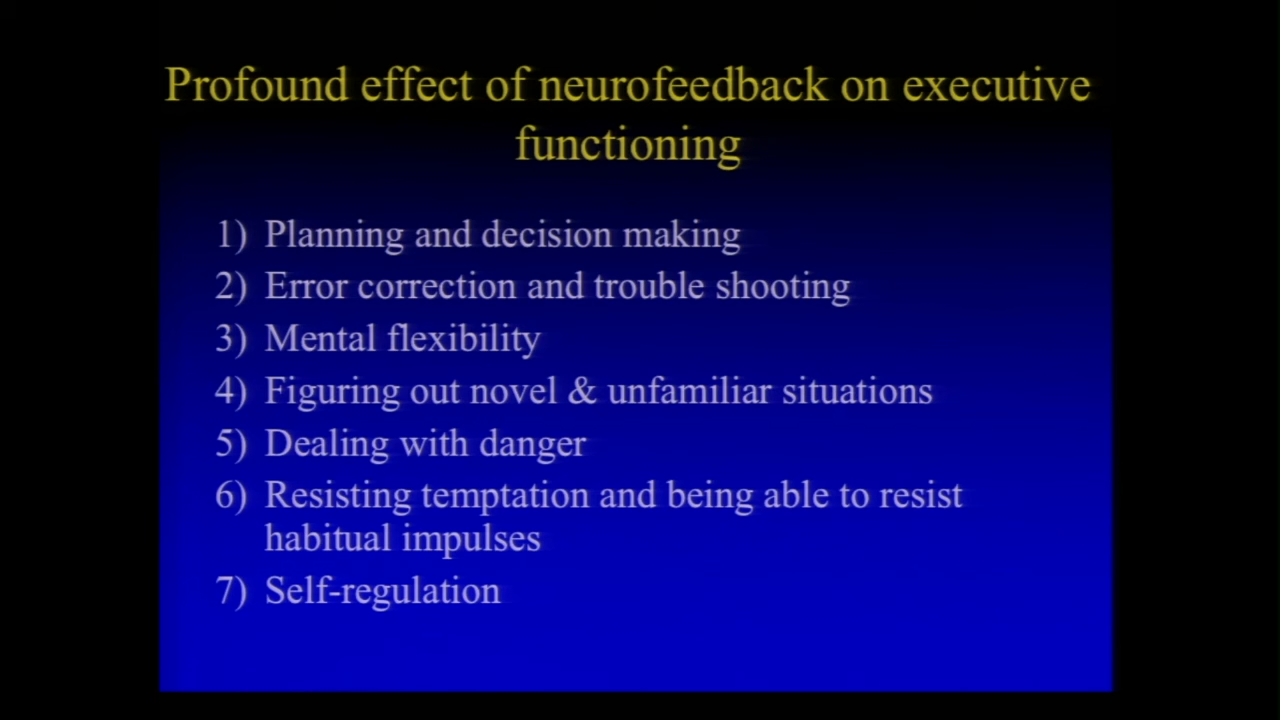 Profound effect of neurofeedback on executive
functioning
1) Planning and decision making
2) Error correction and trouble shooting
3) Mental flexibility
4) Figuring out novel & unfamiliar situations
5) Dealing with danger
6) Resisting temptation and being able to resist
habitual impulses
7) Self-regulation